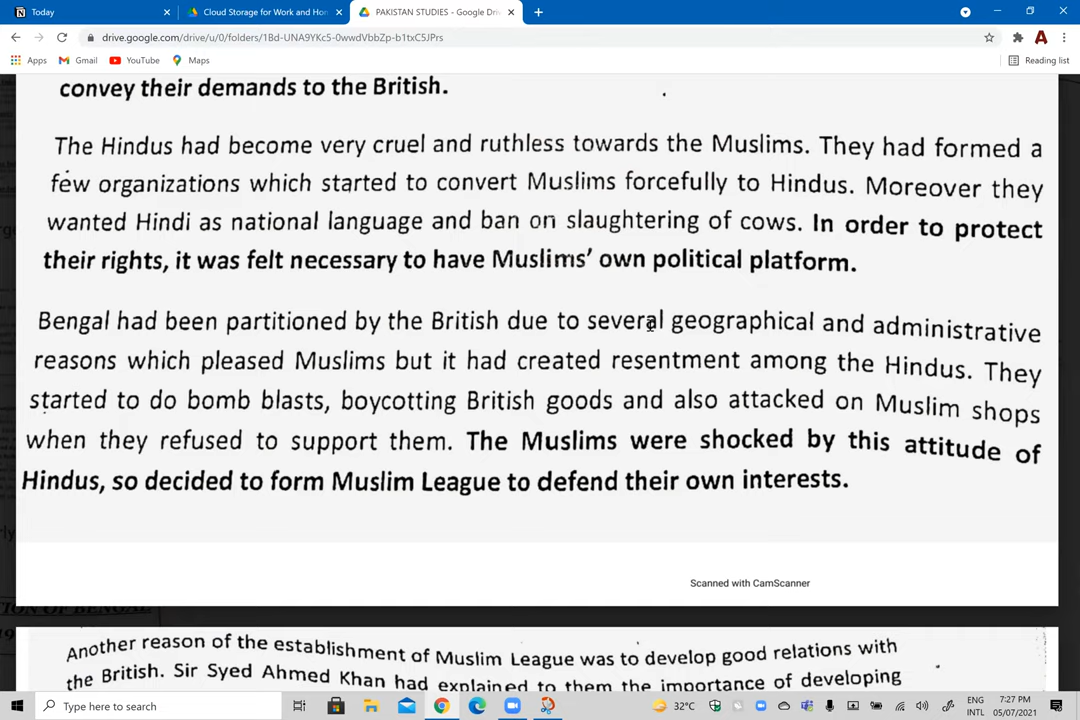 Today
Cloud Storage for Work and Hon
PAKISTAN STUDIES - Google Driv
drive.google.com/drive/u/0/folders/1Bd-UNA9YKc5-0wwdVbbZp-b1txC5JPrs
Apps Gmail YouTube Maps Reading list
convey their demands to the British.
The Hindus had become very cruel and ruthless towards the Muslims. They had formed a
few organizations which started to convert Muslims forcefully to Hindus. Moreover they
wanted Hindi as national language and ban on slaughtering of cows. In order to protect
their rights, it was felt necessary to have Muslims' own political platform.
Bengal had been partitioned by the British due to several geographical and administrative
reasons which pleased Muslims but it had created resentment among the Hindus. They
started to do bomb blasts, boycotting British goods and also attacked on Muslim shops
when they refused to support them. The Muslims were shocked by this attitude of
Hindus, so decided to form Muslim League to defend their own interests.
Scanned with CamScanner
Another reason of the establishment of Muslim League was to develop good relations with
the British. Sir Syed Ahmed Khan had explained to them the importance of developing
Type here to search
32°C
ENG
INTL
7:27 PM
05/07/2021